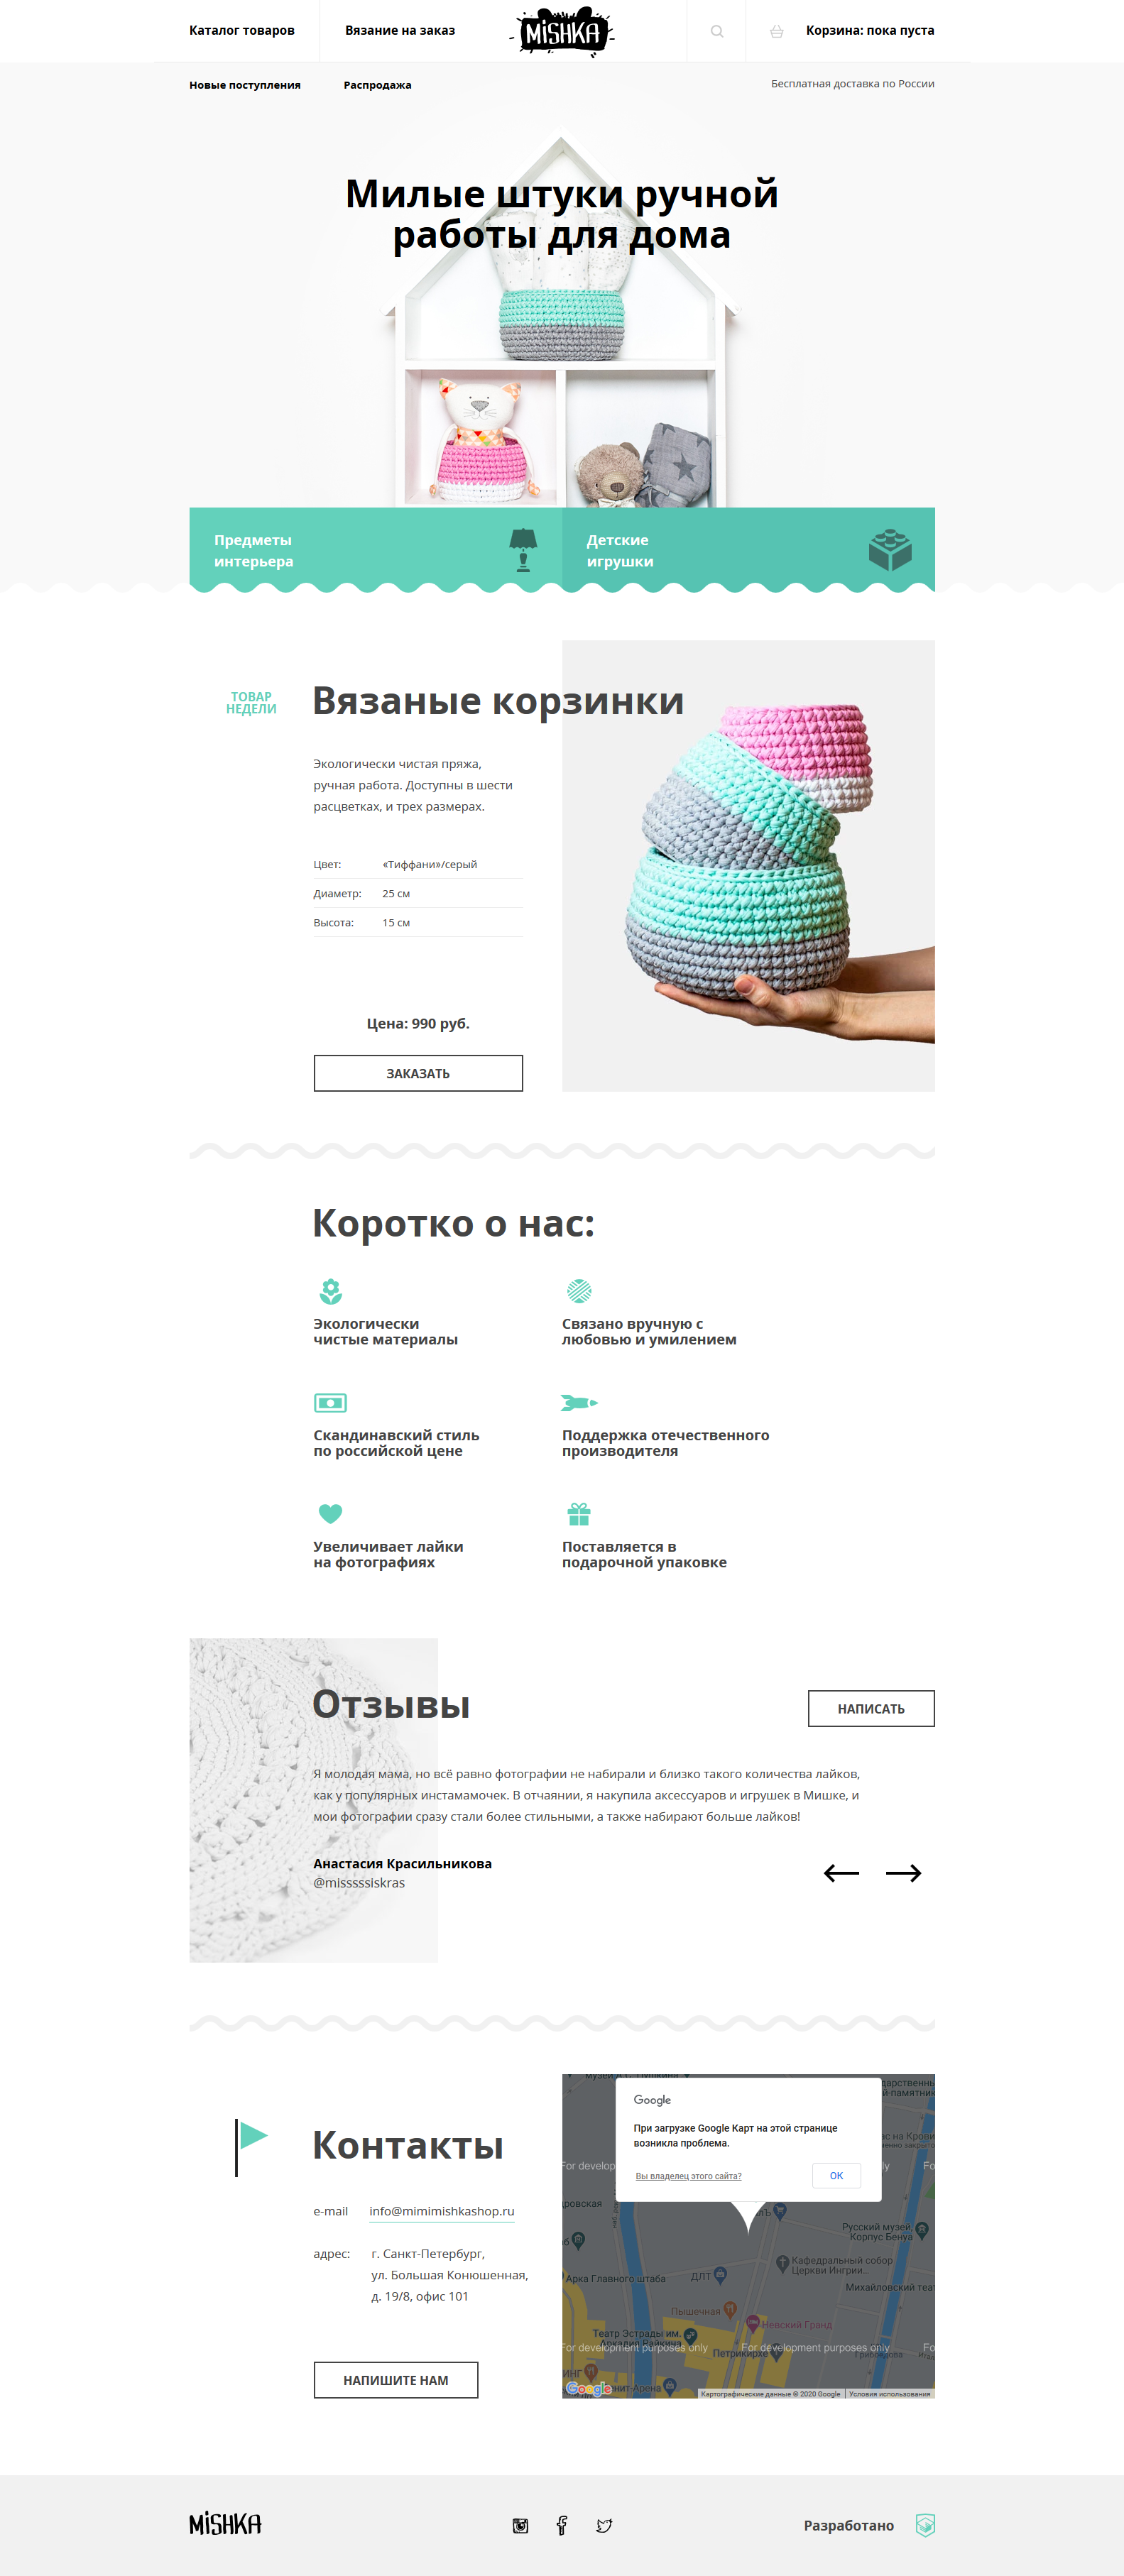 Каталог товаров
Вязание на заказ
MiSHKA
Корзина: пока пуста
Новые поступления
Распродажа
Бесплатная доставка по России
Милые штуки ручной
работы для дома
Предметы
интерьера
Детские
игрушки
ТОВАР
НЕДЕЛИ
Вязаные корзинки
Экологически чистая пряжа,
ручная работа. Доступны в шести
расцветках, и трех размерах.
Цвет: «Тиффани»/серый
Диаметр: 25 см
Высота: 15 см
Цена: 990 руб.
ЗАКАЗАТЬ
Коротко о нас:
Экологически
чистые материалы
Связано вручную с
любовью и умилением
Скандинавский стиль
по российской цене
Поддержка отечественного
производителя
Увеличивает лайки
на фотографиях
Поставляется в
подарочной упаковке
Отзывы
НАПИСАТЬ
Я молодая мама, но всё равно фотографии не набирали и близко такого количества лайков,
как у популярных инстамамочек. В отчаянии, я накупила аксессуаров и игрушек в Мишке, и
мои фотографии сразу стали более стильными, а также набирают больше лайков!
Анастасия Красильникова
@misssssiskras
Контакты
e-mail info@mimimishkashop.ru
адрес: г. Санкт-Петербург,
ул. Большая Конюшенная,
д. 19/8, офис 101
НАПИШИТЕ НАМ
Google
При загрузке Google Карт на этой странице
возникла проблема.
Вы владелец этого сайта?
ОК
Русский музей,
Корпус Бенуа
Кафедральный собор
Церкви Ингрии...
Арка Главного штаба
ДЛТ
Михайловский теат
Пышечная
Невский Гранд
Театр Эстрады им.
Аркадия Райкина
For development purposes only
For development purposes only
Петрикирхе
Грибоедова
Google
Картографические данные © 2020 Google
Условия использования
MiSHKA
Разработано